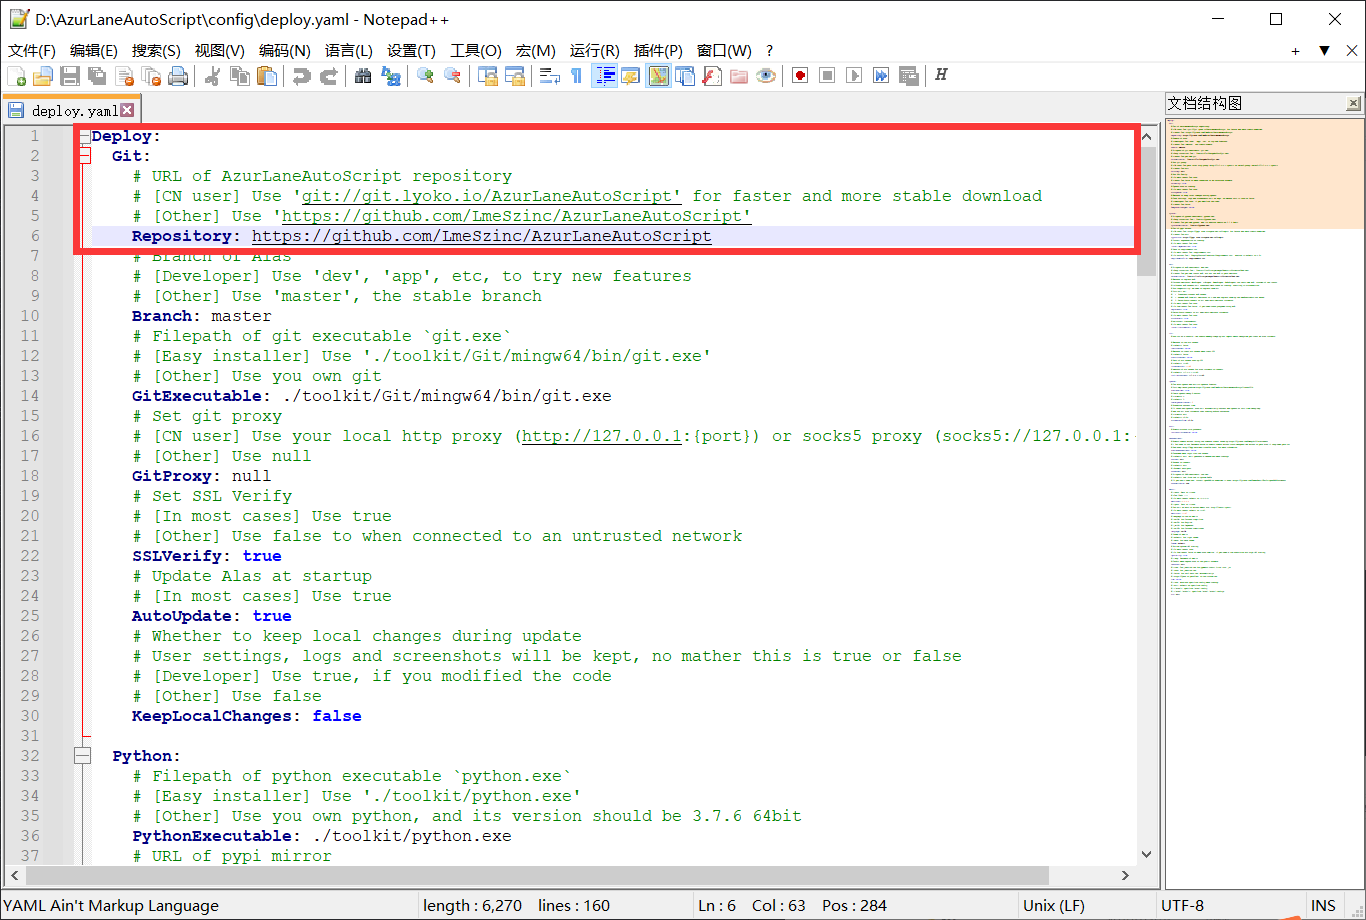 D:\AzurLaneAutoScript\config\deploy.yaml - Notepad++
文件(F) 编辑(E) 搜索(S) 视图(V) 编码(N) 语言(L) 设置(T) 工具(O) 宏(M) 运行(R) 插件(P) 窗口(W) ?
deploy.yaml
文档结构图
1 Deploy:
2 Git:
3 # URL of AzurLaneAutoScript repository
4 # [CN user] Use 'git://git.lyoko.io/AzurLaneAutoScript' for faster and more stable download
5 # [Other] Use 'https://github.com/LmeSzinc/AzurLaneAutoScript'
6 Repository: https://github.com/LmeSzinc/AzurLaneAutoScript
7 # Branch of Alas
8 # [Developer] Use 'dev', 'app', etc, to try new features
9 # [Other] Use 'master', the stable branch
10 Branch: master
11 # Filepath of git executable `git.exe`
12 # [Easy installer] Use './toolkit/Git/mingw64/bin/git.exe'
13 # [Other] Use you own git
14 GitExecutable: ./toolkit/Git/mingw64/bin/git.exe
15 # Set git proxy
16 # [CN user] Use your local http proxy (http://127.0.0.1:{port}) or socks5 proxy (socks5://127.0.0.1:
17 # [Other] Use null
18 GitProxy: null
19 # Set SSL Verify
20 # [In most cases] Use true
21 # [Other] Use false to when connected to an untrusted network
22 SSLVerify: true
23 # Update Alas at startup
24 # [In most cases] Use true
25 AutoUpdate: true
26 # Whether to keep local changes during update
27 # User settings, logs and screenshots will be kept, no mather this is true or false
28 # [Developer] Use true, if you modified the code
29 # [Other] Use false
30 KeepLocalChanges: false
31
32 Python:
33 # Filepath of python executable `python.exe`
34 # [Easy installer] Use './toolkit/python.exe'
35 # [Other] Use you own python, and its version should be 3.7.6 64bit
36 PythonExecutable: ./toolkit/python.exe
37 # URL of pypi mirror
YAML Ain't Markup Language length : 6,270 lines : 160 Ln : 6 Col : 63 Pos : 284 Unix (LF) UTF-8 INS